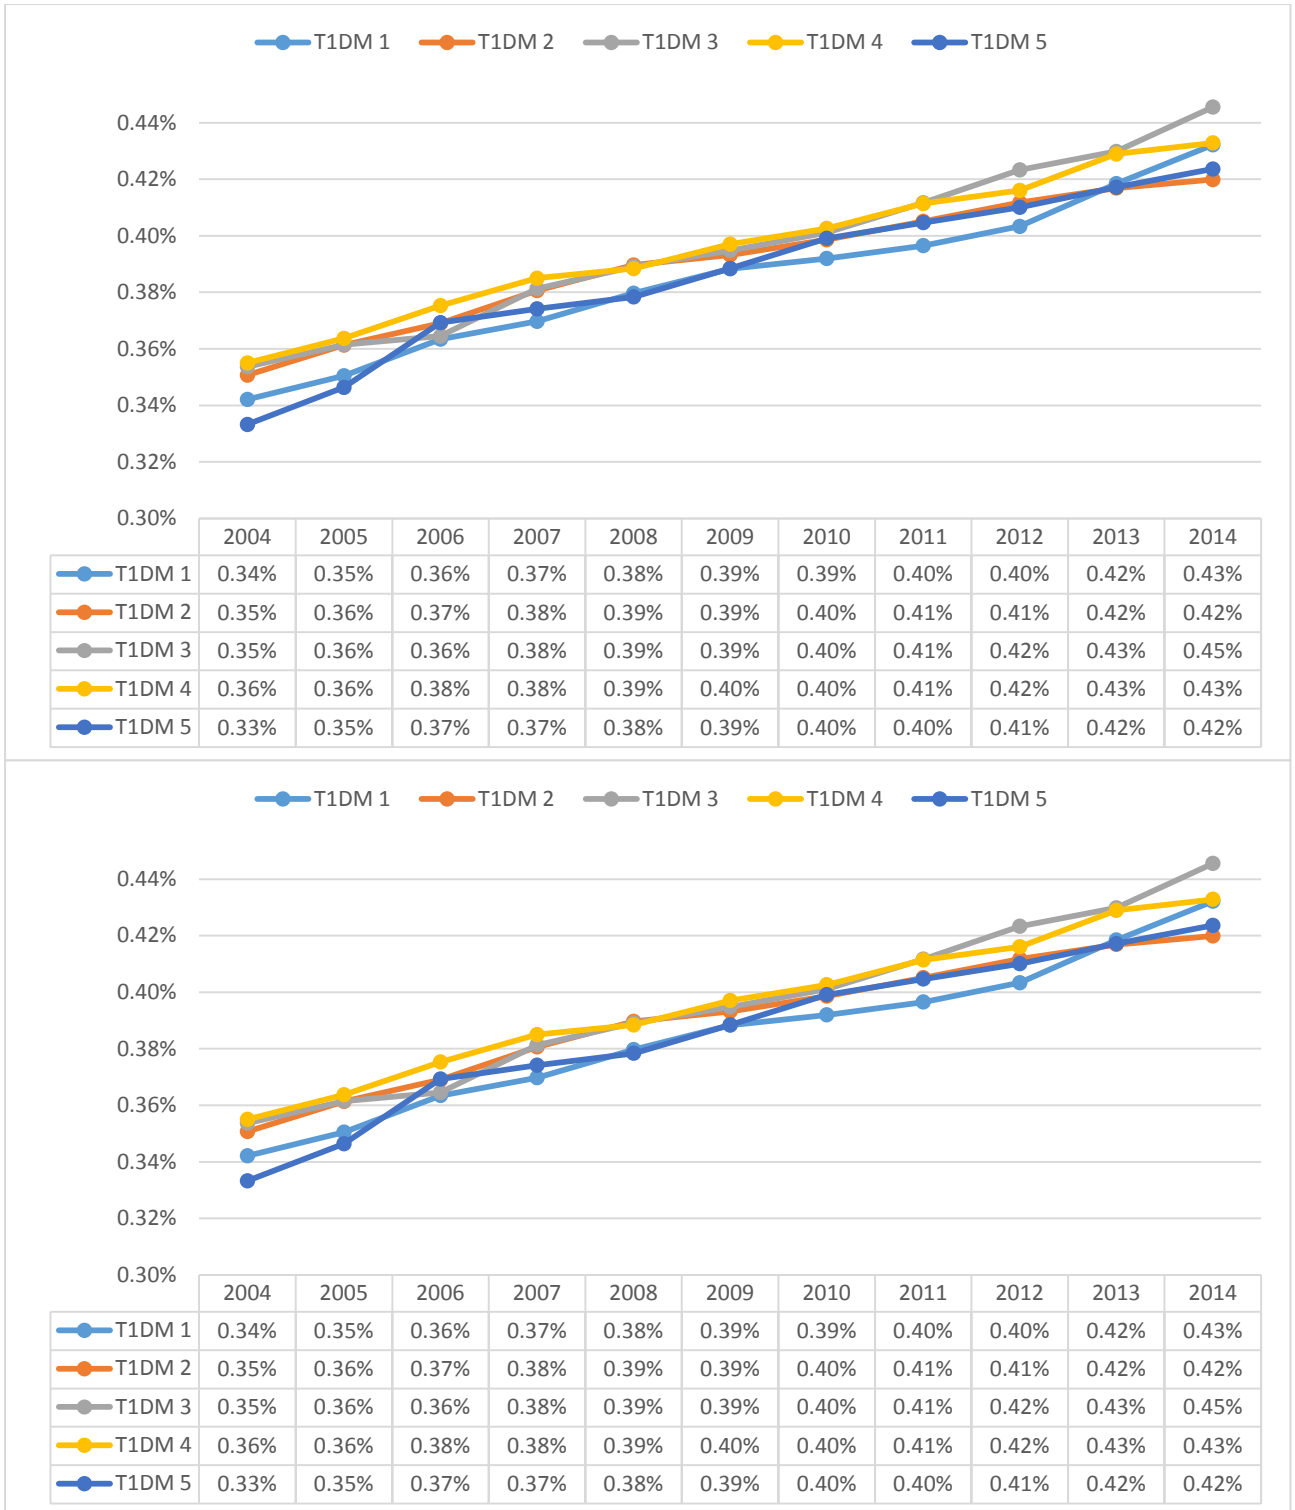 T1DM 1 T1DM 2 T1DM 3 T1DM 4 T1DM 5
0.44%
0.42%
0.40%
0.38%
0.36%
0.34%
0.32%
0.30%
2004 2005 2006 2007 2008 2009 2010 2011 2012 2013 2014
T1DM 1 0.34% 0.35% 0.36% 0.37% 0.38% 0.39% 0.39% 0.40% 0.40% 0.42% 0.43%
T1DM 2 0.35% 0.36% 0.37% 0.38% 0.39% 0.39% 0.40% 0.41% 0.41% 0.42% 0.42%
T1DM 3 0.35% 0.36% 0.36% 0.38% 0.39% 0.39% 0.40% 0.41% 0.42% 0.43% 0.45%
T1DM 4 0.36% 0.36% 0.38% 0.38% 0.39% 0.40% 0.40% 0.41% 0.42% 0.43% 0.43%
T1DM 5 0.33% 0.35% 0.37% 0.37% 0.38% 0.39% 0.40% 0.40% 0.41% 0.42% 0.42%
T1DM 1 T1DM 2 T1DM 3 T1DM 4 T1DM 5
0.44%
0.42%
0.40%
0.38%
0.36%
0.34%
0.32%
0.30%
2004 2005 2006 2007 2008 2009 2010 2011 2012 2013 2014
T1DM 1 0.34% 0.35% 0.36% 0.37% 0.38% 0.39% 0.39% 0.40% 0.40% 0.42% 0.43%
T1DM 2 0.35% 0.36% 0.37% 0.38% 0.39% 0.39% 0.40% 0.41% 0.41% 0.42% 0.42%
T1DM 3 0.35% 0.36% 0.36% 0.38% 0.39% 0.39% 0.40% 0.41% 0.42% 0.43% 0.45%
T1DM 4 0.36% 0.36% 0.38% 0.38% 0.39% 0.40% 0.40% 0.41% 0.42% 0.43% 0.43%
T1DM 5 0.33% 0.35% 0.37% 0.37% 0.38% 0.39% 0.40% 0.40% 0.41% 0.42% 0.42%